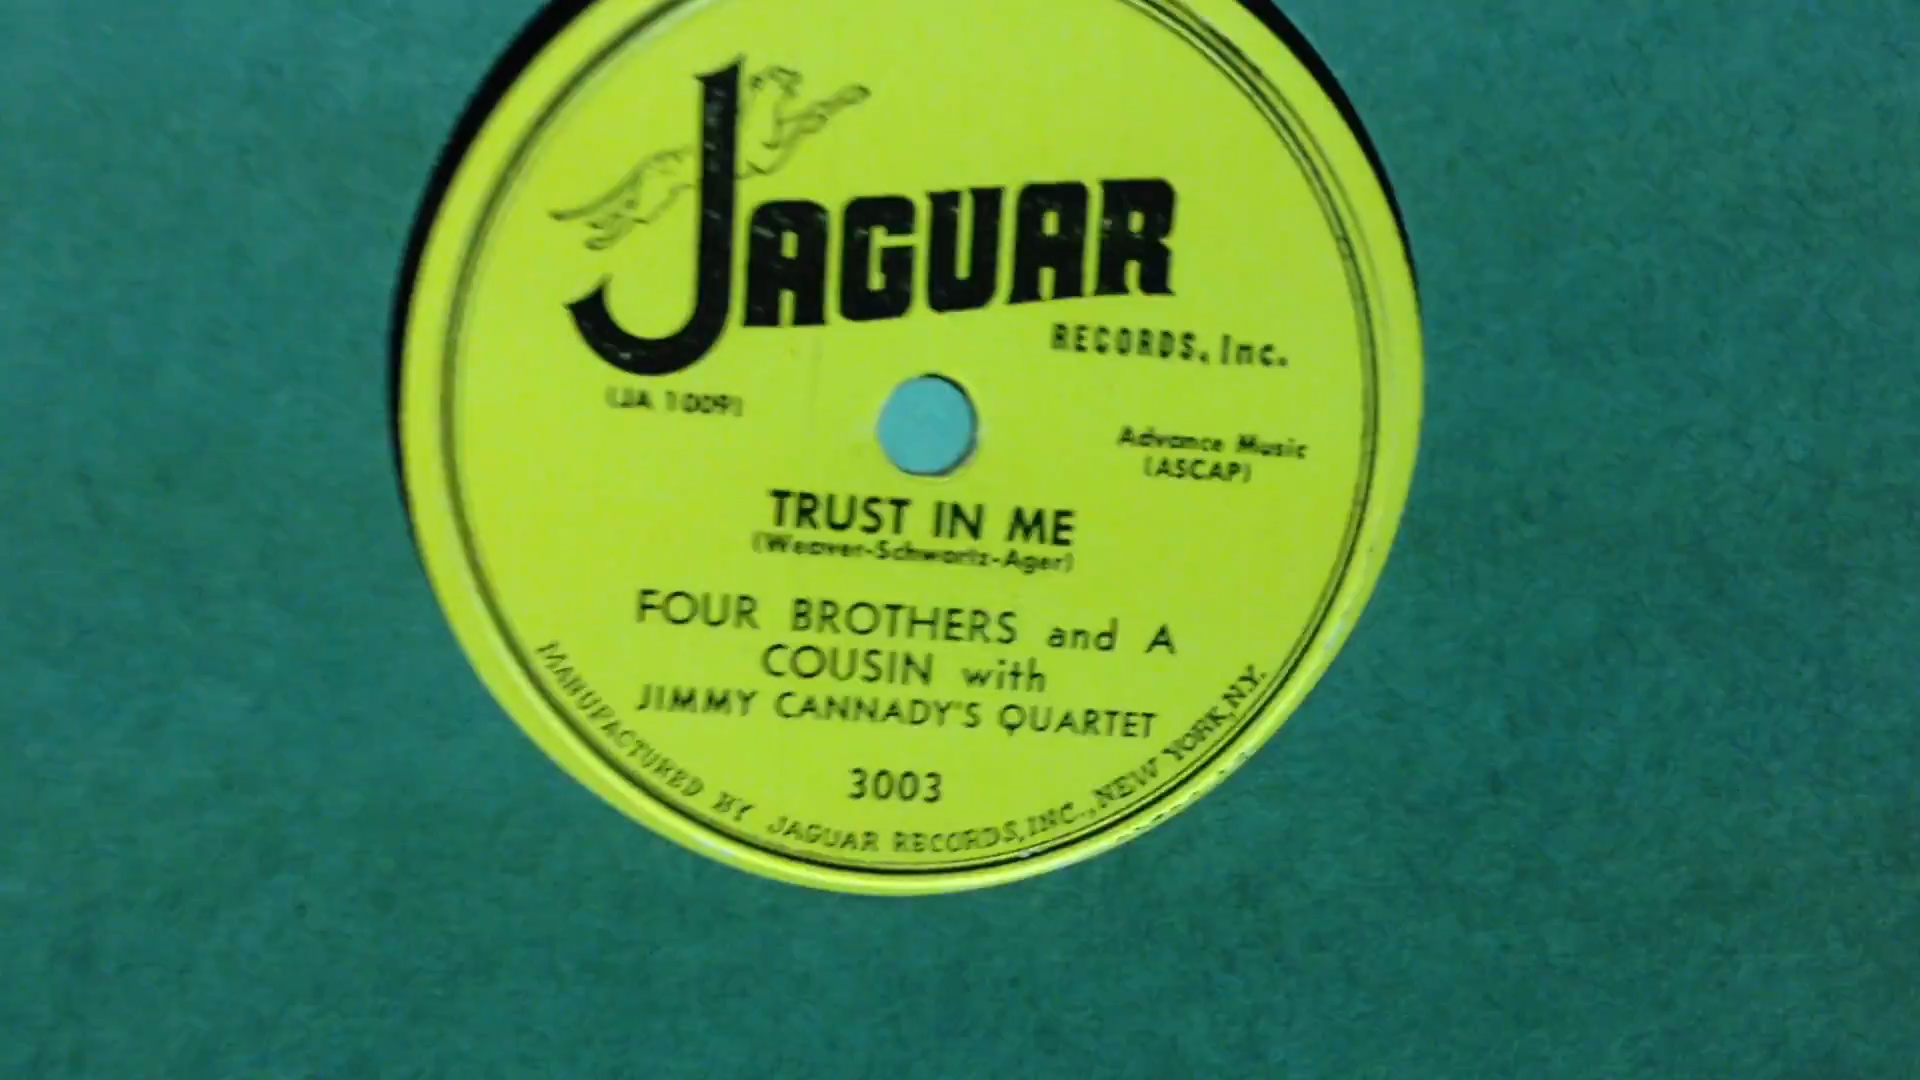 JAGUAR
RECORDS, Inc.
(JA 1009)
Advance Music
(ASCAP)
TRUST IN ME
(Weaver-Schwartz-Ager)
FOUR BROTHERS and A
COUSIN with
JIMMY CANNADY'S QUARTET
3003
MANUFACTURED BY JAGUAR RECORDS, INC., NEW YORK, N.Y.